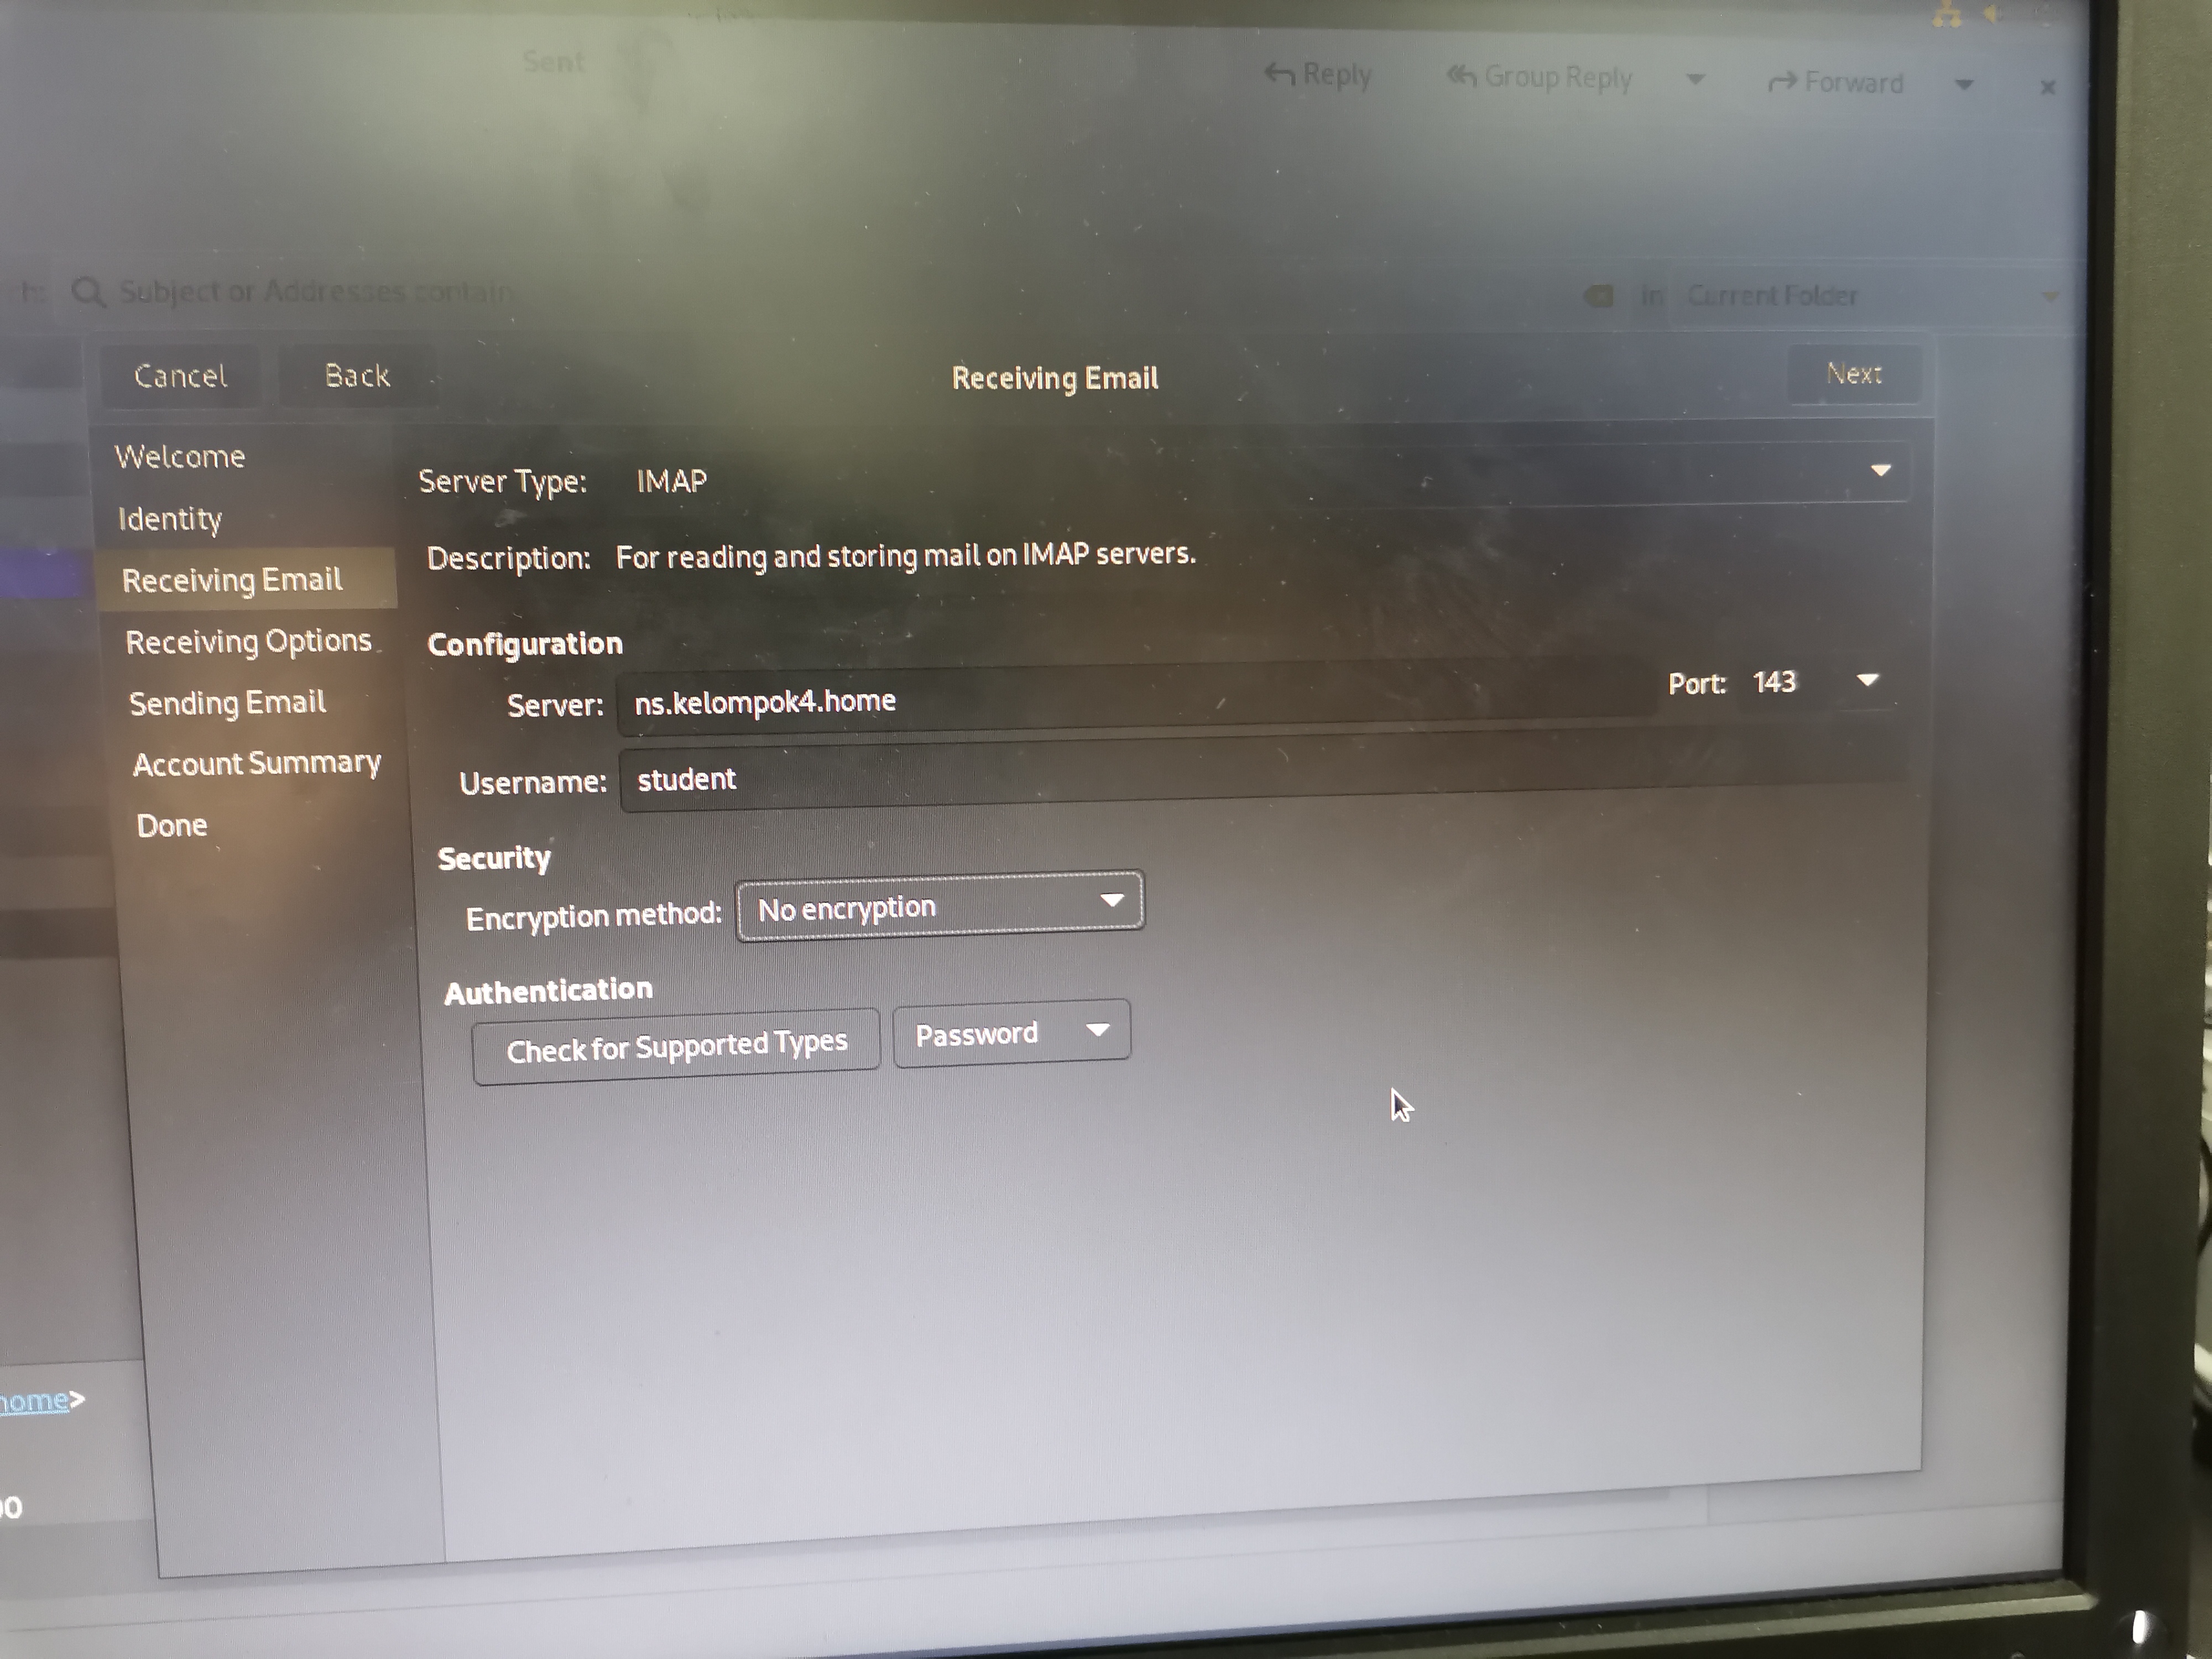 Sent
Reply
Group Reply
Forward
Subject or Addresses contain
in
Current Folder
Cancel
Back
Receiving Email
Next
Welcome
Identity
Receiving Email
Receiving Options
Sending Email
Account Summary
Done
Server Type: IMAP
Description: For reading and storing mail on IMAP servers.
Configuration
Server: ns.kelompok4.home
Port: 143
Username: student
Security
Encryption method: No encryption
Authentication
Check for Supported Types
Password
home>